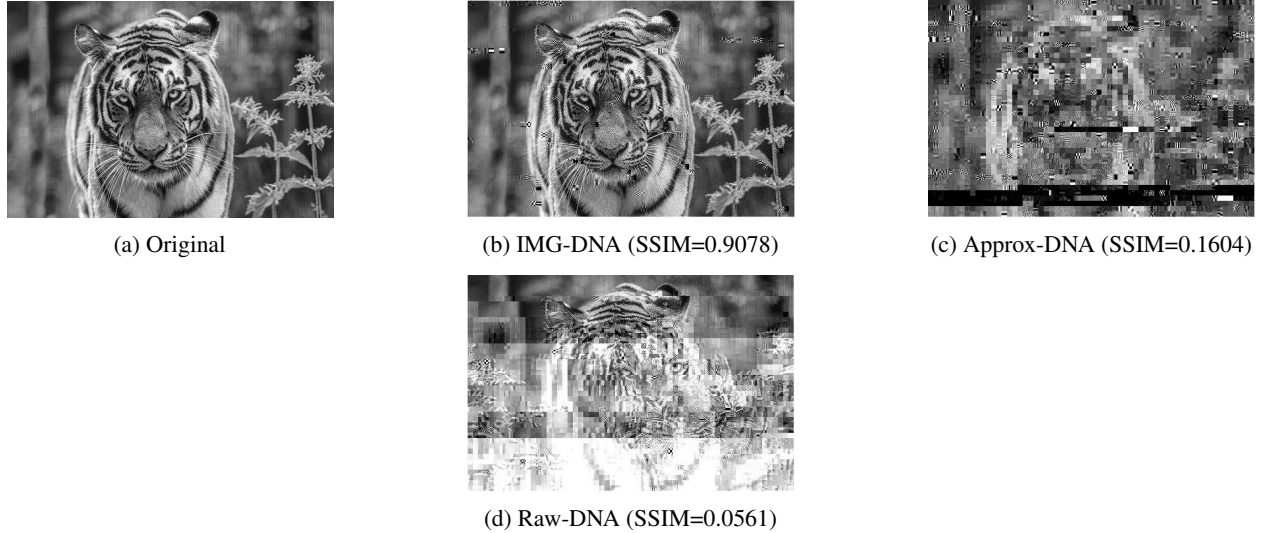 (a) Original
(b) IMG-DNA (SSIM=0.9078)
(c) Approx-DNA (SSIM=0.1604)
(d) Raw-DNA (SSIM=0.0561)